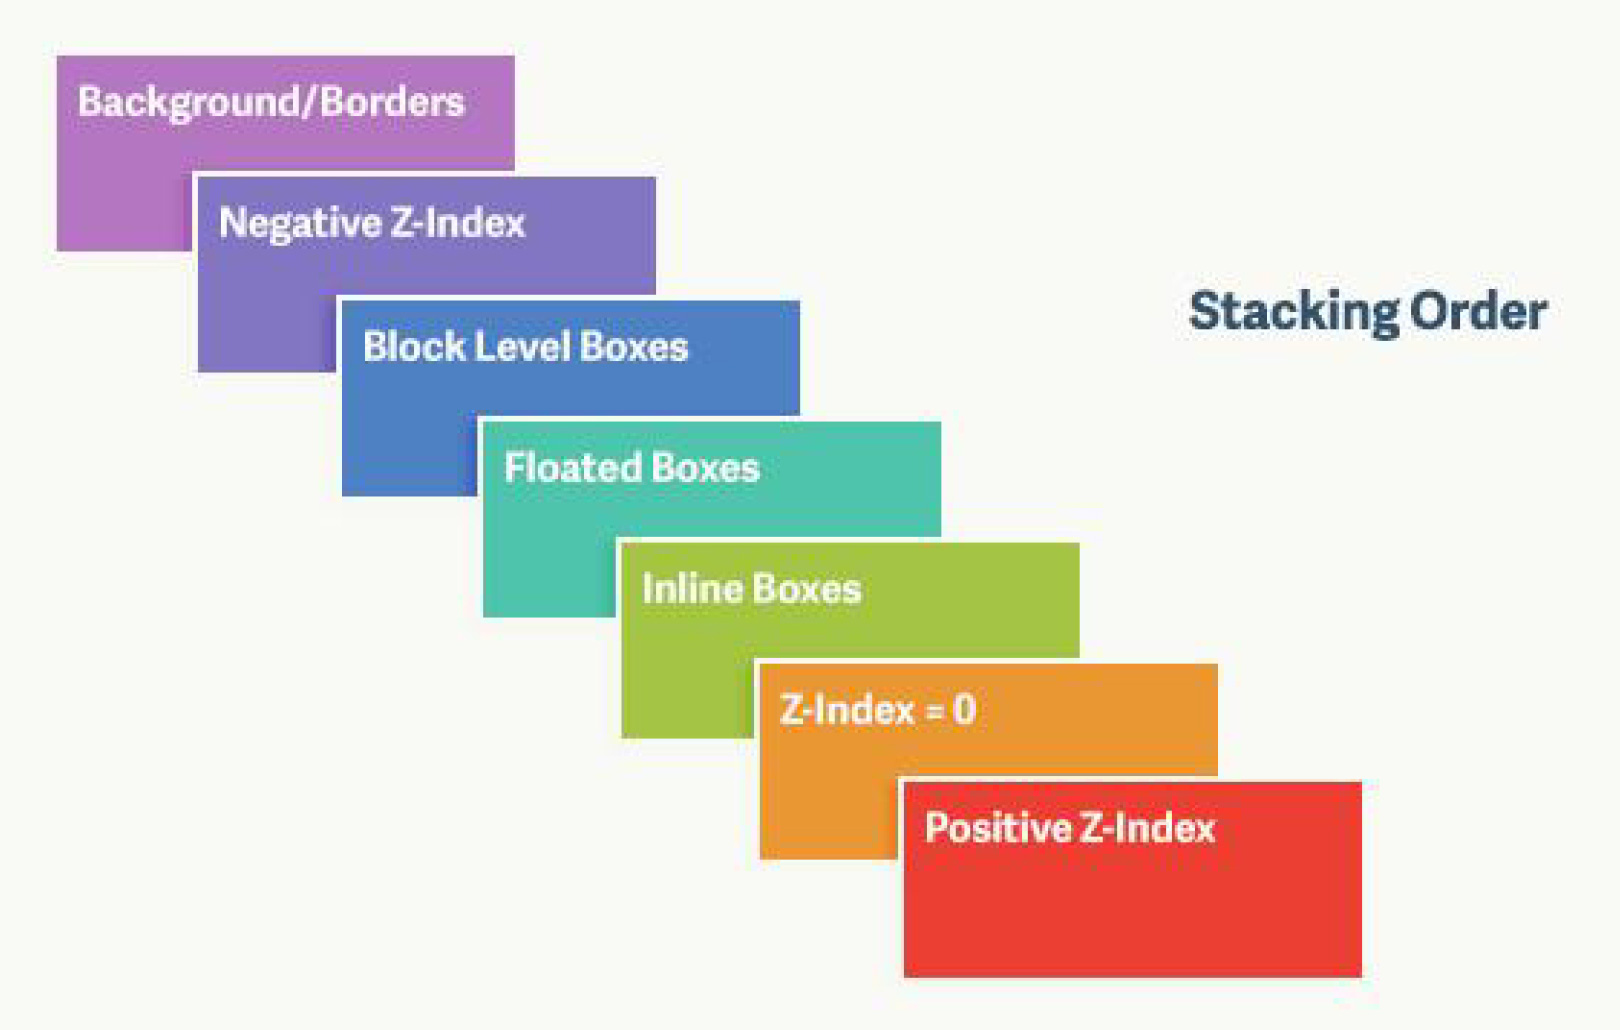 Background/Borders
Negative Z-Index
Block Level Boxes
Stacking Order
Floated Boxes
Inline Boxes
Z-Index = 0
Positive Z-Index